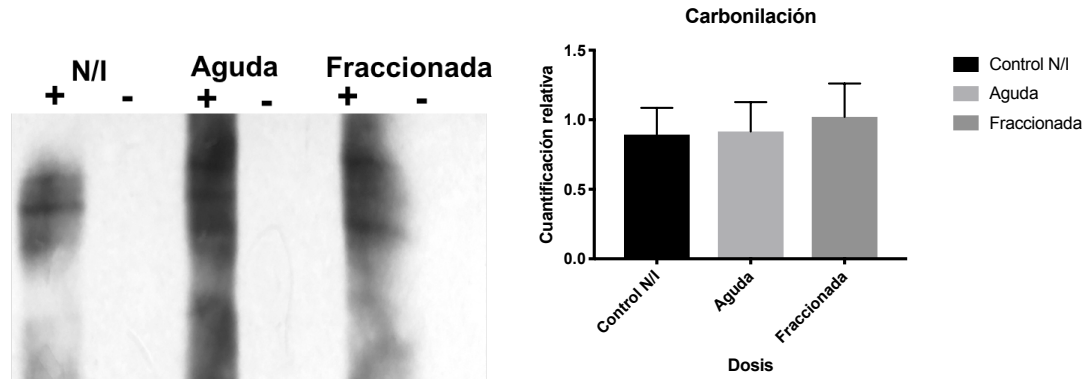 N/I Aguda Fraccionada
+ - + - + -
Carbonilación
Cuantificación relativa
1.5
1.0
0.5
0.0
Control N/I
Aguda
Fraccionada
Dosis
Control N/I
Aguda
Fraccionada